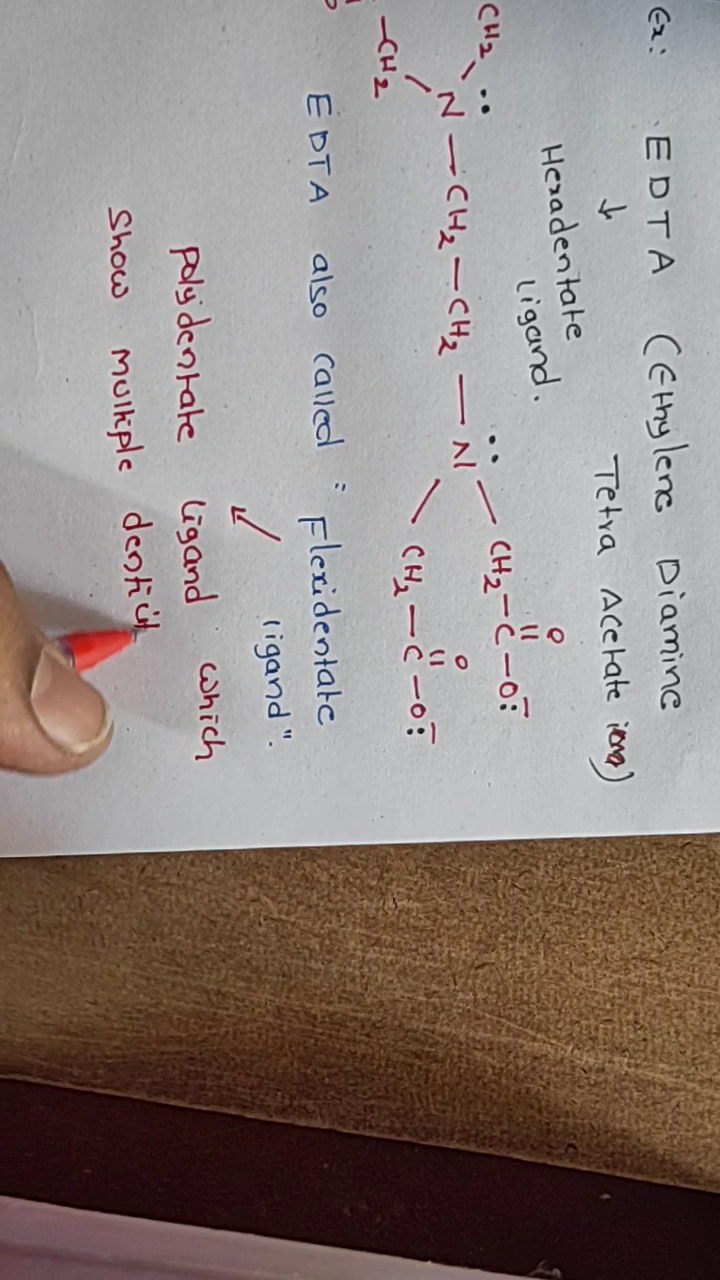 Ex: EDTA (Ethylene Diamine
↓ Tetra Acetate ion)
Hexadentate
ligand.
O
||
CH2 N̈ — CH2 — CH2 — N̈ — CH2 — C — O:⁻
O
||
— CH2 CH2 — C — O:⁻
EDTA also called: Flexidentate
ligand".
polydentate ligand which
Show multiple denticit